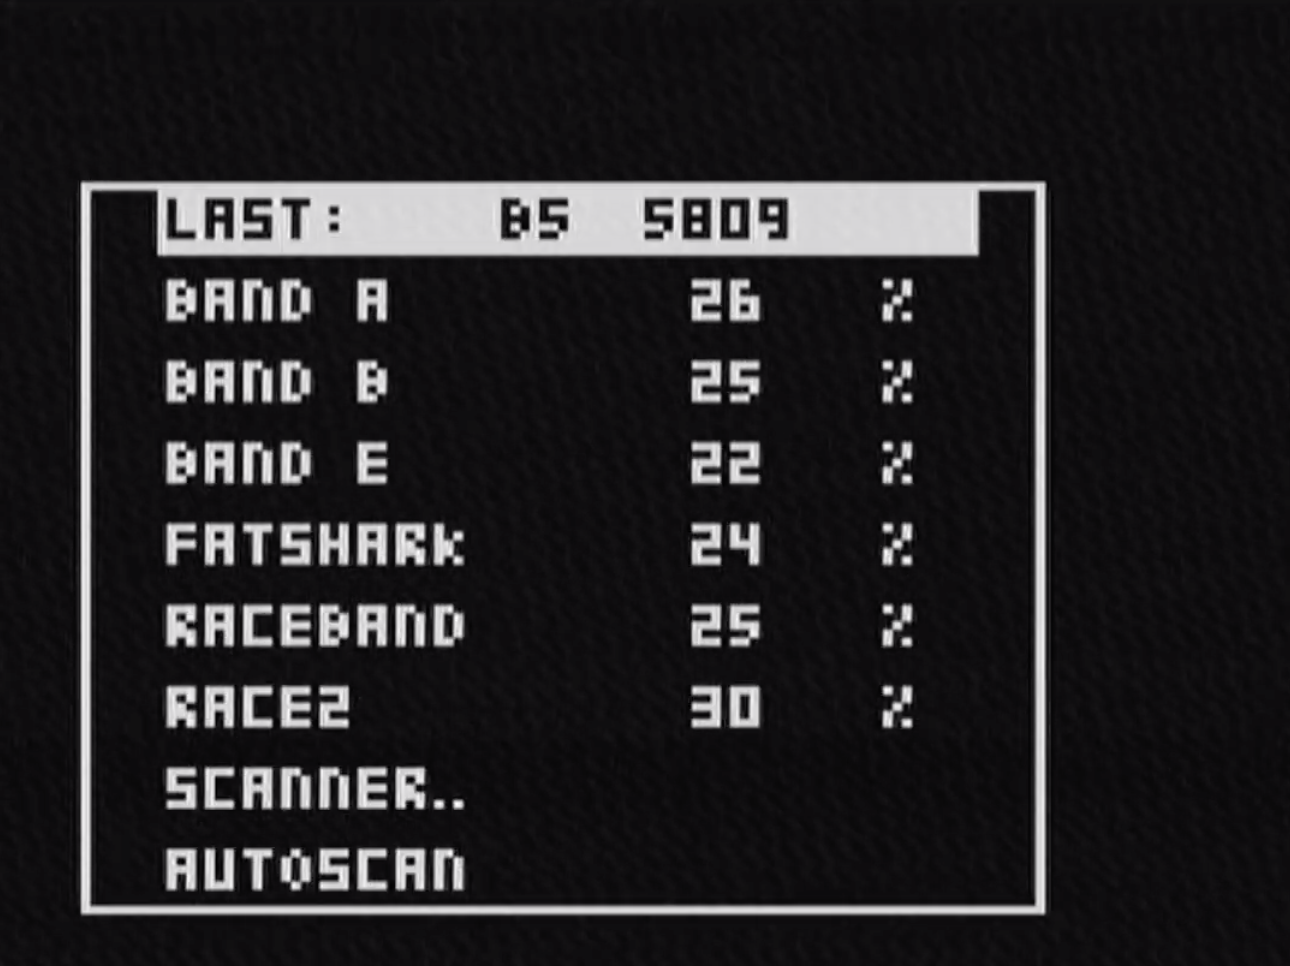 LAST: B5 5809
BAND A 26 %
BAND B 25 %
BAND E 22 %
FATSHARK 24 %
RACEBAND 25 %
RACE2 30 %
SCANNER..
AUTOSCAN